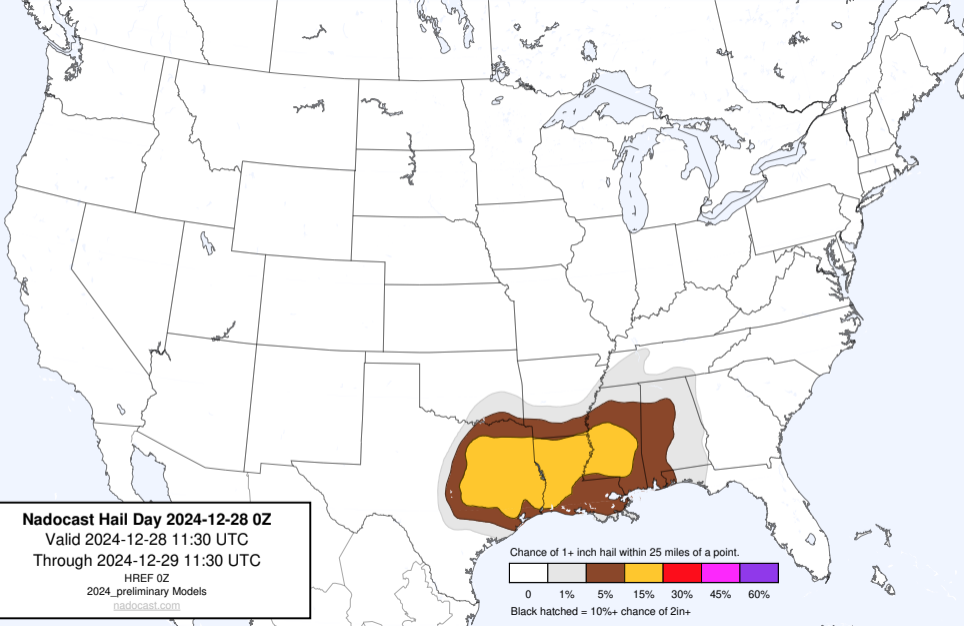 Nadocast Hail Day 2024-12-28 0Z
Valid 2024-12-28 11:30 UTC
Through 2024-12-29 11:30 UTC
HREF 0Z
2024_preliminary Models
nadocast.com
Chance of 1+ inch hail within 25 miles of a point.
0 1% 5% 15% 30% 45% 60%
Black hatched = 10%+ chance of 2in+